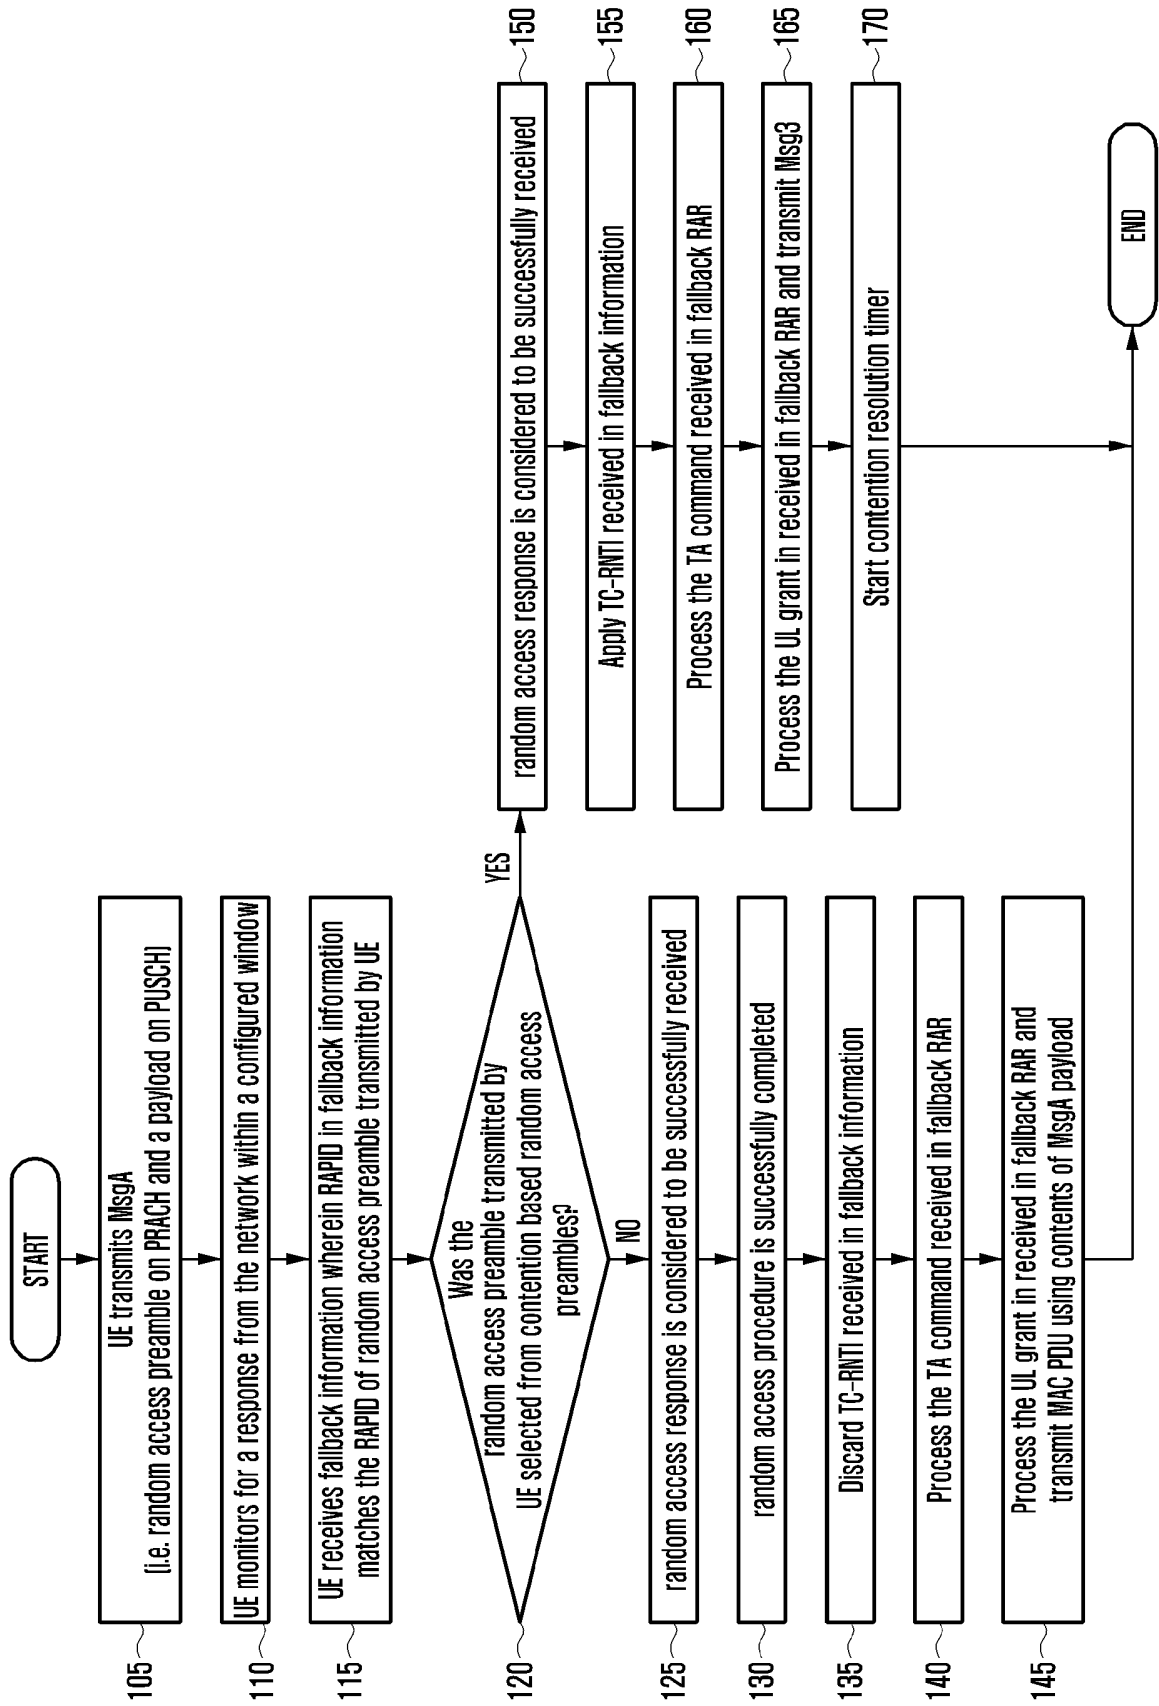 START
UE transmits MsgA
(i.e. random access preamble on PRACH and a payload on PUSCH)
105
UE monitors for a response from the network within a configured window
110
UE receives fallback information wherein RAPID in fallback information
matches the RAPID of random access preamble transmitted by UE
115
Was the
random access preamble transmitted by
UE selected from contention based random access
preambles?
120
NO
YES
random access response is considered to be successfully received
125
random access procedure is successfully completed
130
Discard TC-RNTI received in fallback information
135
Process the TA command received in fallback RAR
140
Process the UL grant in received in fallback RAR and
transmit MAC PDU using contents of MsgA payload
145
random access response is considered to be successfully received
150
Apply TC-RNTI received in fallback information
155
Process the TA command received in fallback RAR
160
Process the UL grant in received in fallback RAR and transmit Msg3
165
Start contention resolution timer
170
END